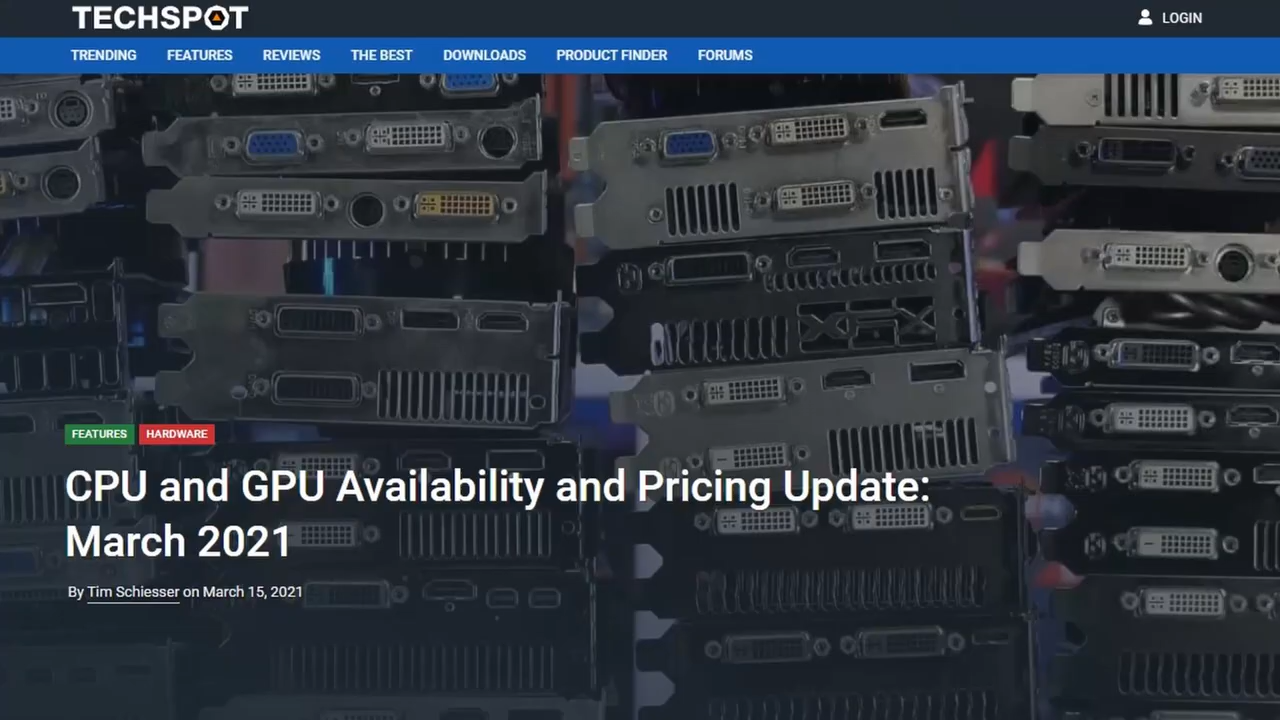 TECHSPOT
LOGIN
TRENDING FEATURES REVIEWS THE BEST DOWNLOADS PRODUCT FINDER FORUMS
XFX
FEATURES HARDWARE
CPU and GPU Availability and Pricing Update:
March 2021
By Tim Schiesser on March 15, 2021